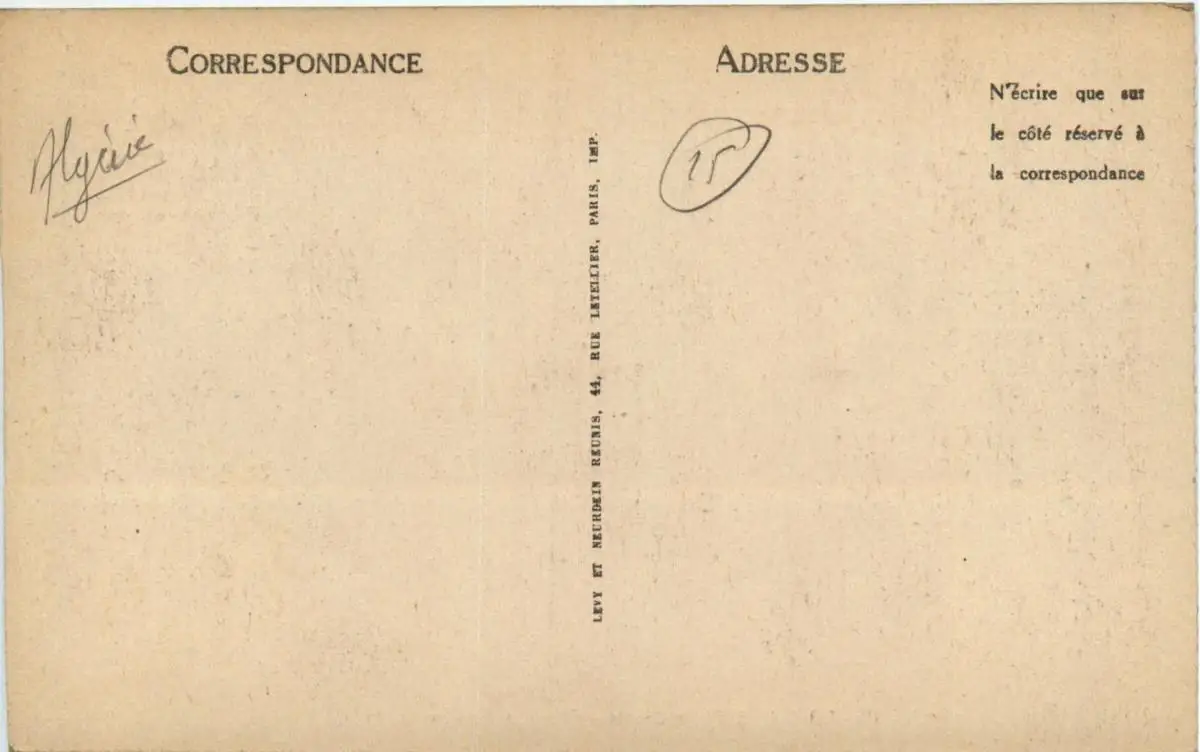 CORRESPONDANCE
Algérie
LEVY ET NEURDEIN REUNIS, 44, RUE LETELLIER, PARIS, IMP.
ADRESSE
15
N'écrire que sur
le côté réservé à
la correspondance